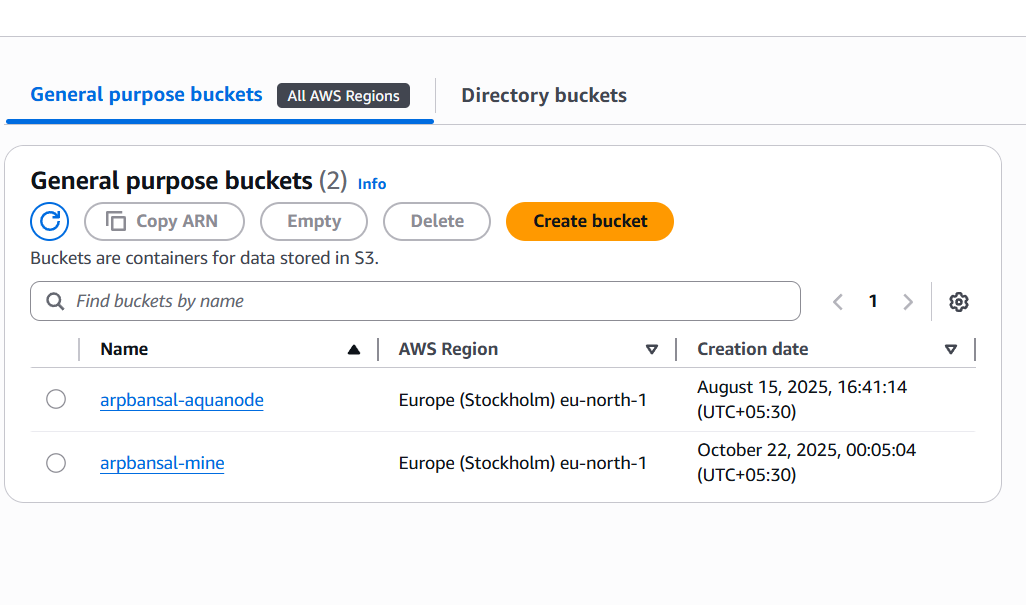 General purpose buckets All AWS Regions Directory buckets
General purpose buckets (2) Info
Copy ARN Empty Delete Create bucket
Buckets are containers for data stored in S3.
Find buckets by name 1
Name AWS Region Creation date
arpbansal-aquanode Europe (Stockholm) eu-north-1 August 15, 2025, 16:41:14
(UTC+05:30)
arpbansal-mine Europe (Stockholm) eu-north-1 October 22, 2025, 00:05:04
(UTC+05:30)